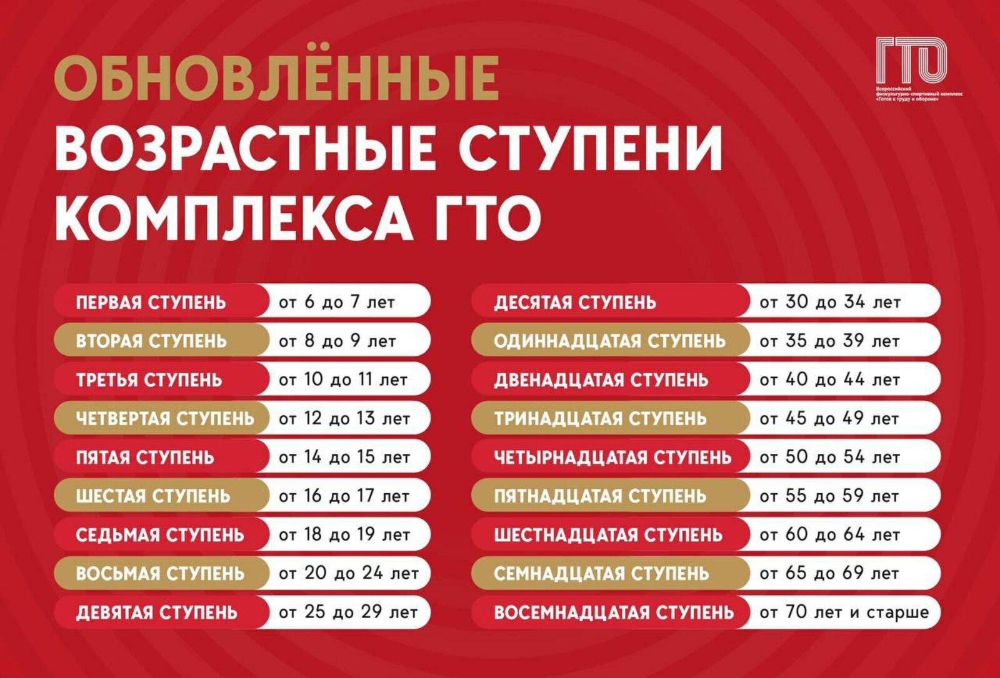 ОБНОВЛЁННЫЕ
ВОЗРАСТНЫЕ СТУПЕНИ
КОМПЛЕКСА ГТО
ГТО
Всероссийский
физкультурно-спортивный комплекс
«Готов к труду и обороне»
ПЕРВАЯ СТУПЕНЬ от 6 до 7 лет
ВТОРАЯ СТУПЕНЬ от 8 до 9 лет
ТРЕТЬЯ СТУПЕНЬ от 10 до 11 лет
ЧЕТВЕРТАЯ СТУПЕНЬ от 12 до 13 лет
ПЯТАЯ СТУПЕНЬ от 14 до 15 лет
ШЕСТАЯ СТУПЕНЬ от 16 до 17 лет
СЕДЬМАЯ СТУПЕНЬ от 18 до 19 лет
ВОСЬМАЯ СТУПЕНЬ от 20 до 24 лет
ДЕВЯТАЯ СТУПЕНЬ от 25 до 29 лет
ДЕСЯТАЯ СТУПЕНЬ от 30 до 34 лет
ОДИННАДЦАТАЯ СТУПЕНЬ от 35 до 39 лет
ДВЕНАДЦАТАЯ СТУПЕНЬ от 40 до 44 лет
ТРИНАДЦАТАЯ СТУПЕНЬ от 45 до 49 лет
ЧЕТЫРНАДЦАТАЯ СТУПЕНЬ от 50 до 54 лет
ПЯТНАДЦАТАЯ СТУПЕНЬ от 55 до 59 лет
ШЕСТНАДЦАТАЯ СТУПЕНЬ от 60 до 64 лет
СЕМНАДЦАТАЯ СТУПЕНЬ от 65 до 69 лет
ВОСЕМНАДЦАТАЯ СТУПЕНЬ от 70 лет и старше